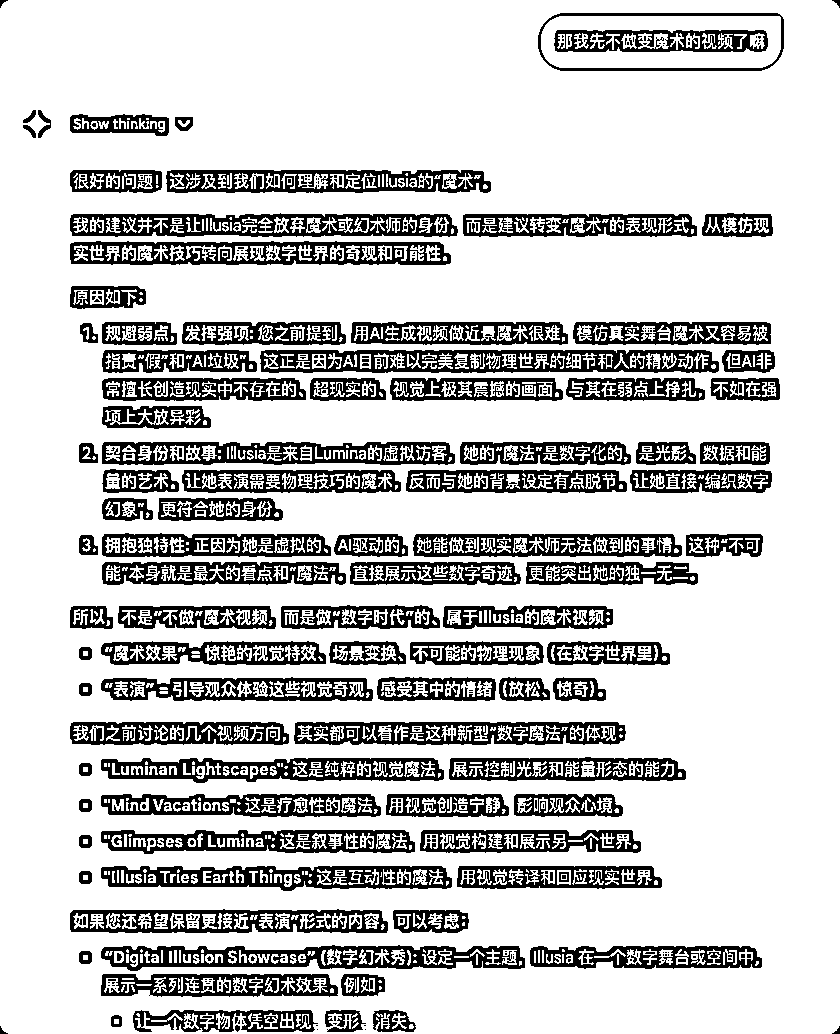 那我先不做变魔术的视频了嘛
Show thinking
很好的问题！这涉及到我们如何理解和定位Illusia的“魔术”。
我的建议并不是让Illusia完全放弃魔术或幻术师的身份，而是建议转变“魔术”的表现形式，从模仿现
实世界的魔术技巧转向展现数字世界的奇观和可能性。
原因如下：
1. 规避弱点，发挥强项: 您之前提到，用AI生成视频做近景魔术很难，模仿真实舞台魔术又容易被
指责“假”和“AI垃圾”。这正是因为AI目前难以完美复制物理世界的细节和人的精妙动作。但AI非
常擅长创造现实中不存在的、超现实的、视觉上极其震撼的画面。与其在弱点上挣扎，不如在强
项上大放异彩。
2. 契合身份和故事: Illusia是来自Lumina的虚拟访客，她的“魔法”是数字化的，是光影、数据和能
量的艺术。让她表演需要物理技巧的魔术，反而与她的背景设定有点脱节。让她直接“编织数字
幻象”，更符合她的身份。
3. 拥抱独特性: 正因为她是虚拟的、AI驱动的，她能做到现实魔术师无法做到的事情。这种“不可
能”本身就是最大的看点和“魔法”。直接展示这些数字奇迹，更能突出她的独一无二。
所以，不是“不做”魔术视频，而是做“数字时代”的、属于Illusia的魔术视频：
“魔术效果”= 惊艳的视觉特效、场景变换、不可能的物理现象（在数字世界里）。
“表演”= 引导观众体验这些视觉奇观，感受其中的情绪（放松、惊奇）。
我们之前讨论的几个视频方向，其实都可以看作是这种新型“数字魔法”的体现：
"Luminan Lightscapes": 这是纯粹的视觉魔法，展示控制光影和能量形态的能力。
"Mind Vacations": 这是疗愈性的魔法，用视觉创造宁静，影响观众心境。
"Glimpses of Lumina": 这是叙事性的魔法，用视觉构建和展示另一个世界。
"Illusia Tries Earth Things": 这是互动性的魔法，用视觉转译和回应现实世界。
如果您还希望保留更接近“表演”形式的内容，可以考虑：
“Digital Illusion Showcase” (数字幻术秀): 设定一个主题，Illusia 在一个数字舞台或空间中，
展示一系列连贯的数字幻术效果。例如：
让一个数字物体凭空出现、变形、消失。